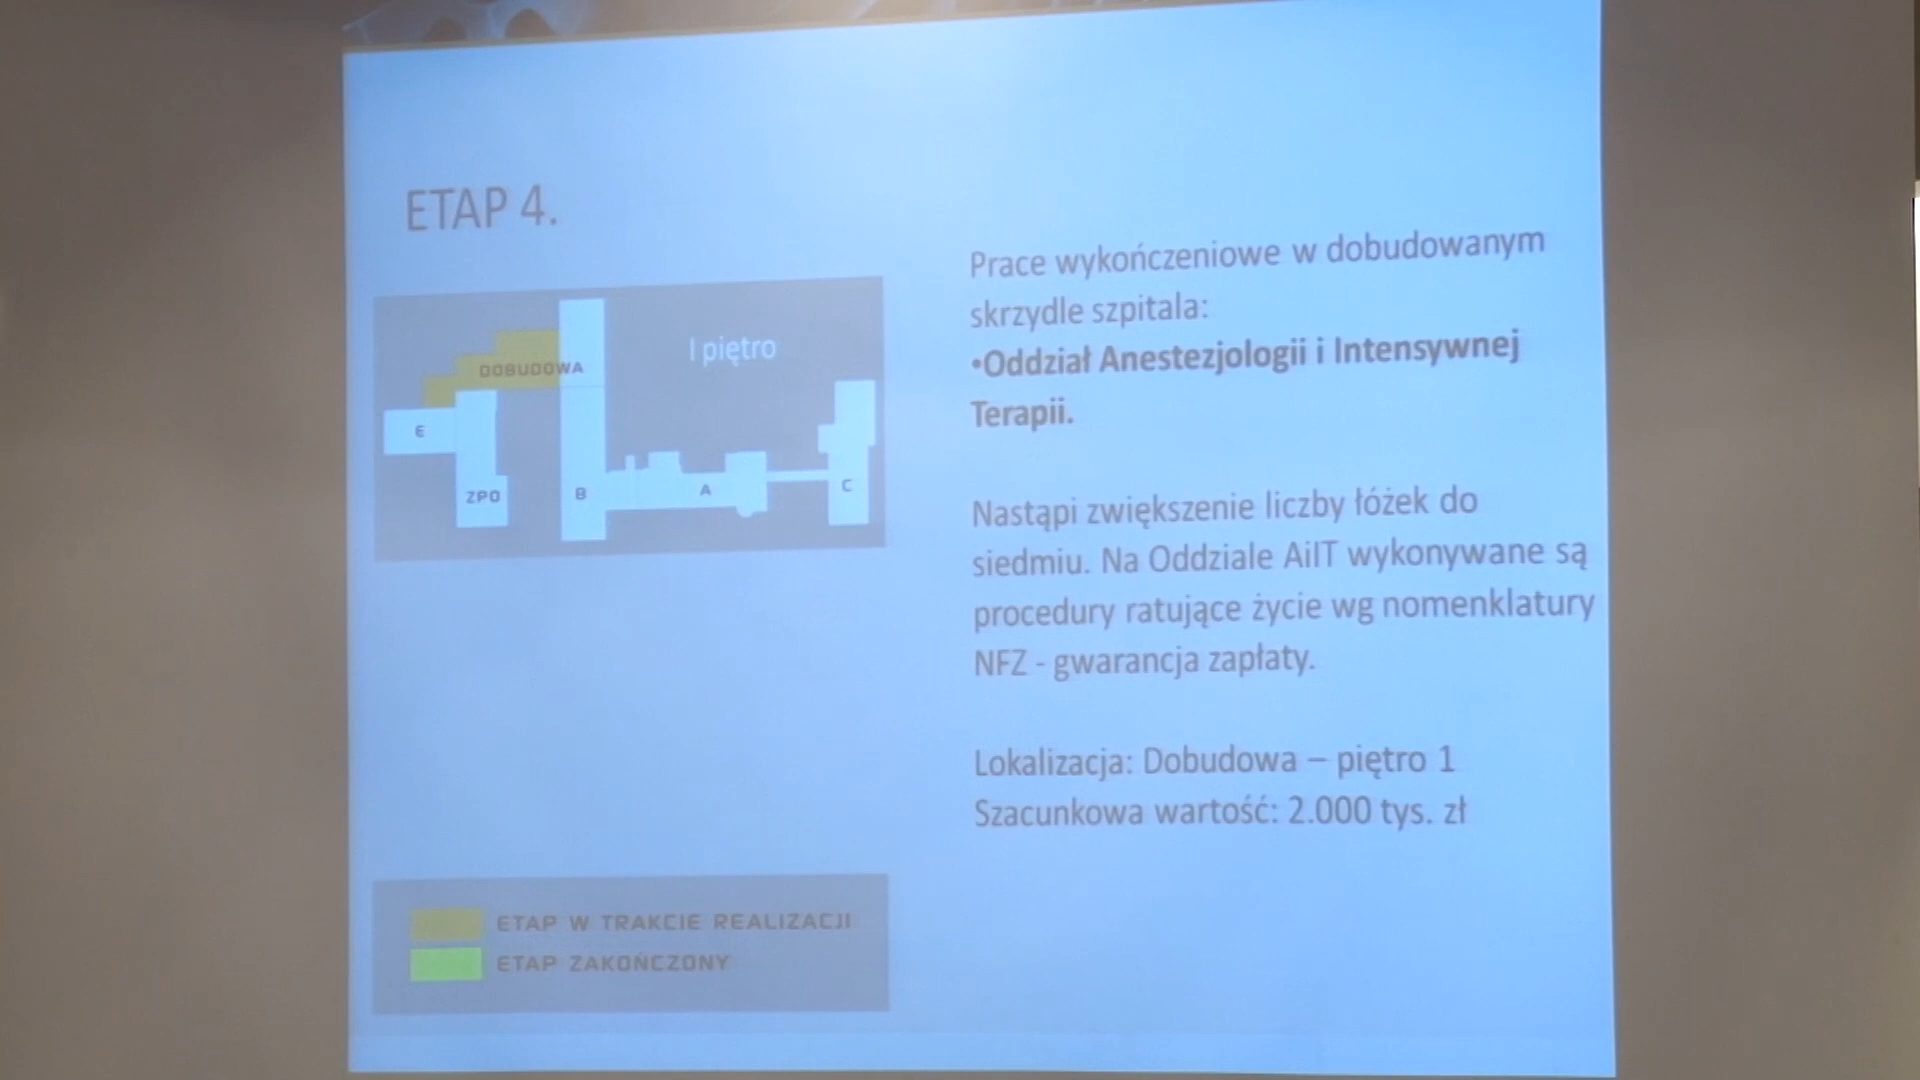 ETAP 4.
I piętro
DOBUDOWA
E
ZPO
B
A
C
ETAP W TRAKCIE REALIZACJI
ETAP ZAKOŃCZONY
Prace wykończeniowe w dobudowanym
skrzydle szpitala:
•Oddział Anestezjologii i Intensywnej
Terapii.
Nastąpi zwiększenie liczby łóżek do
siedmiu. Na Oddziale AiIT wykonywane są
procedury ratujące życie wg nomenklatury
NFZ - gwarancja zapłaty.
Lokalizacja: Dobudowa – piętro 1
Szacunkowa wartość: 2.000 tys. zł